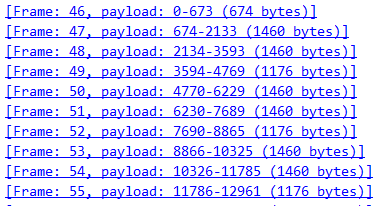 [Frame: 46, payload: 0-673 (674 bytes)]
[Frame: 47, payload: 674-2133 (1460 bytes)]
[Frame: 48, payload: 2134-3593 (1460 bytes)]
[Frame: 49, payload: 3594-4769 (1176 bytes)]
[Frame: 50, payload: 4770-6229 (1460 bytes)]
[Frame: 51, payload: 6230-7689 (1460 bytes)]
[Frame: 52, payload: 7690-8865 (1176 bytes)]
[Frame: 53, payload: 8866-10325 (1460 bytes)]
[Frame: 54, payload: 10326-11785 (1460 bytes)]
[Frame: 55, payload: 11786-12961 (1176 bytes)]